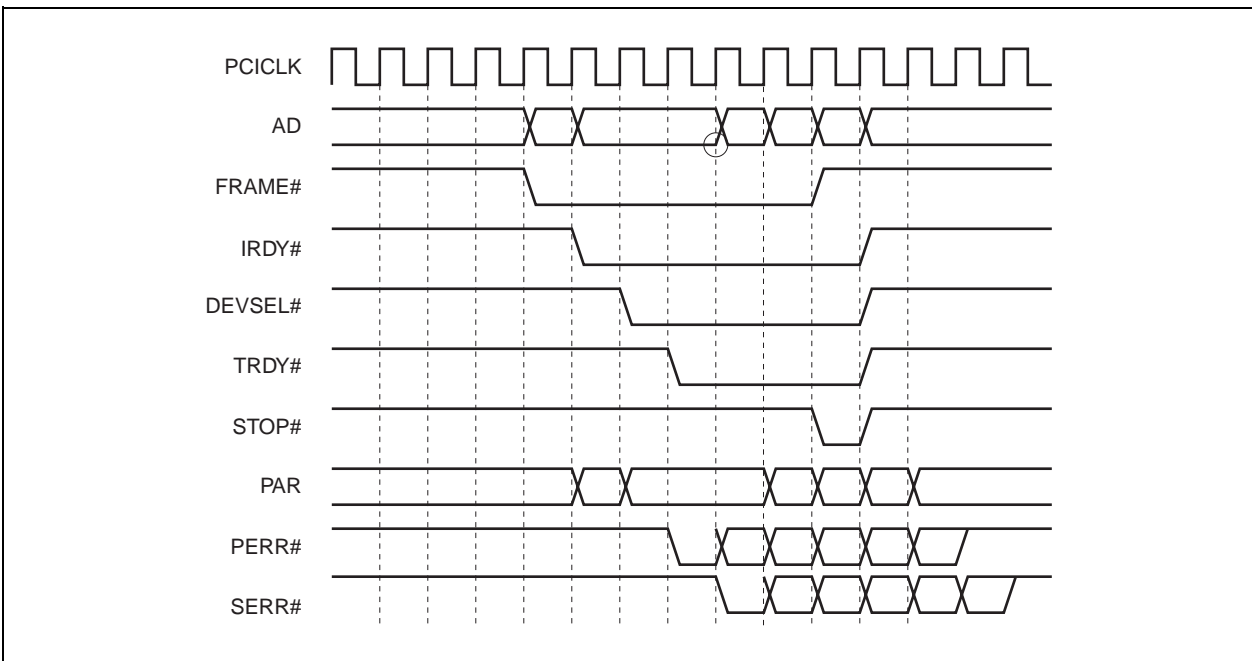 PCICLK
AD
FRAME#
IRDY#
DEVSEL#
TRDY#
STOP#
PAR
PERR#
SERR#